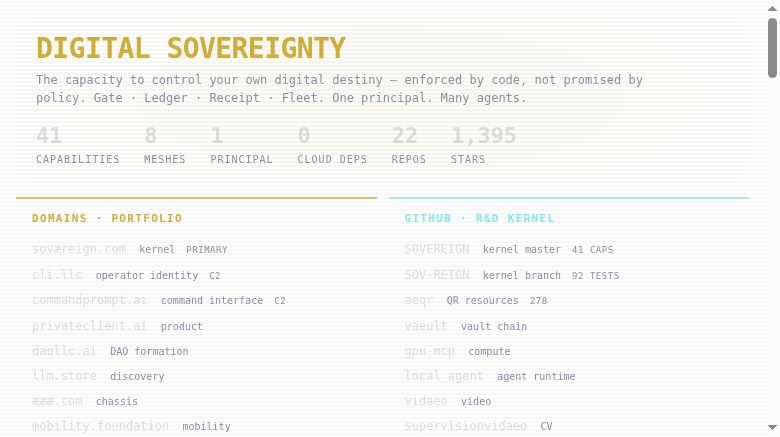 DIGITAL SOVEREIGNTY
The capacity to control your own digital destiny — enforced by code, not promised by
policy. Gate · Ledger · Receipt · Fleet. One principal. Many agents.
41 8 1 0 22 1,395
CAPABILITIES MESHES PRINCIPAL CLOUD DEPS REPOS STARS
DOMAINS · PORTFOLIO
soværeign.com kernel PRIMARY
cli.llc operator identity C2
commandprompt.ai command interface C2
privateclient.ai product
daollc.ai DAO formation
llm.store discovery
æææ.com chassis
mobility.foundation mobility
GITHUB · R&D KERNEL
SOVEREIGN kernel master 41 CAPS
SOV-REIGN kernel branch 92 TESTS
aeqr QR resources 278
vaeult vault chain
gpu-mcp compute
local_agent agent runtime
vidaeo video
supervisionvidaeo CV